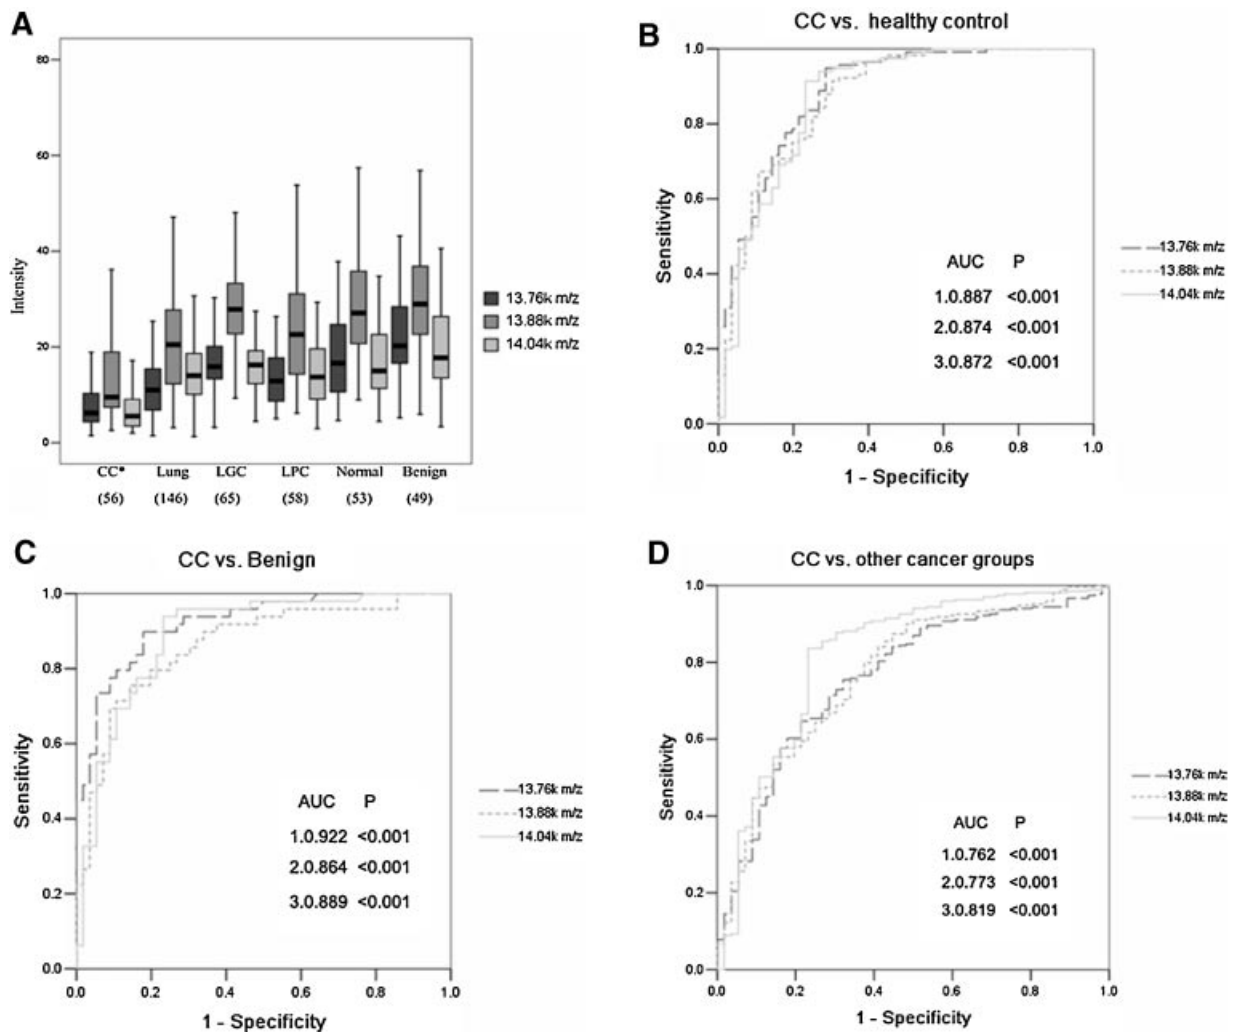 A
80
60
40
20
0
Intensity
13.76k m/z
13.88k m/z
14.04k m/z
CC* Lung LGC LPC Normal Benign
(56) (146) (65) (58) (53) (49)
B
CC vs. healthy control
1.0
0.8
0.6
0.4
0.2
0.0
Sensitivity
AUC P
1.0.887 <0.001
2.0.874 <0.001
3.0.872 <0.001
13.76k m/z
13.88k m/z
14.04k m/z
0.0 0.2 0.4 0.6 0.8 1.0
1 - Specificity
C
CC vs. Benign
1.0
0.8
0.6
0.4
0.2
0.0
Sensitivity
AUC P
1.0.922 <0.001
2.0.864 <0.001
3.0.889 <0.001
13.76k m/z
13.88k m/z
14.04k m/z
0.0 0.2 0.4 0.6 0.8 1.0
1 - Specificity
D
CC vs. other cancer groups
1.0
0.8
0.6
0.4
0.2
0.0
Sensitivity
AUC P
1.0.762 <0.001
2.0.773 <0.001
3.0.819 <0.001
13.76k m/z
13.88k m/z
14.04k m/z
0.0 0.2 0.4 0.6 0.8 1.0
1 - Specificity